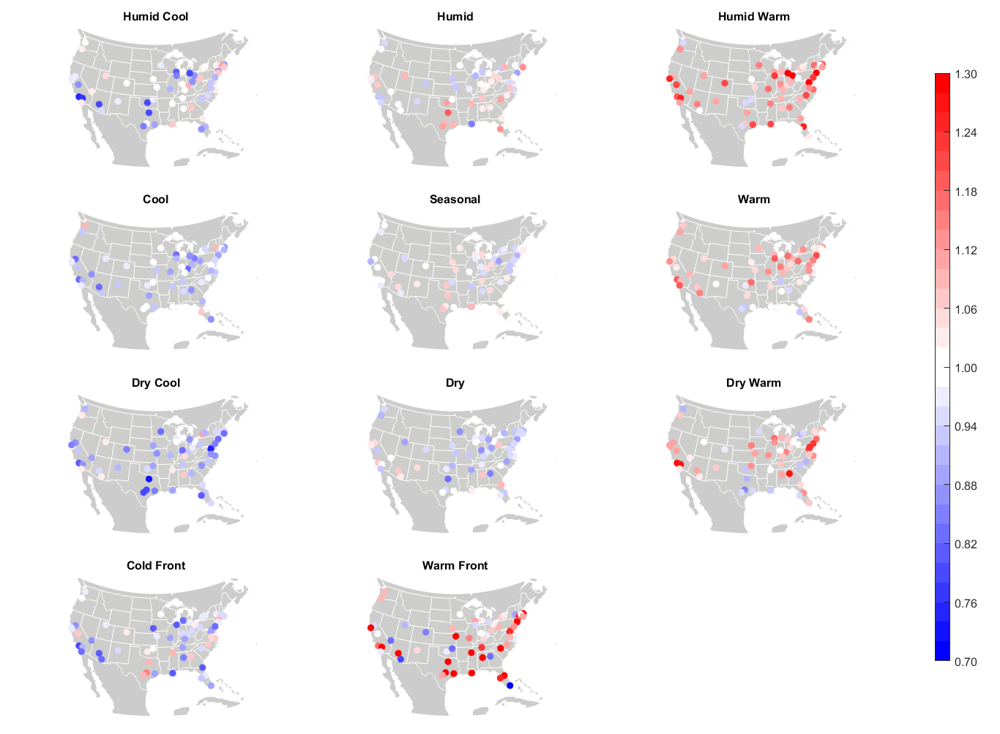 Humid Cool
Humid
Humid Warm
Cool
Seasonal
Warm
Dry Cool
Dry
Dry Warm
Cold Front
Warm Front
1.30
1.24
1.18
1.12
1.06
1.00
0.94
0.88
0.82
0.76
0.70